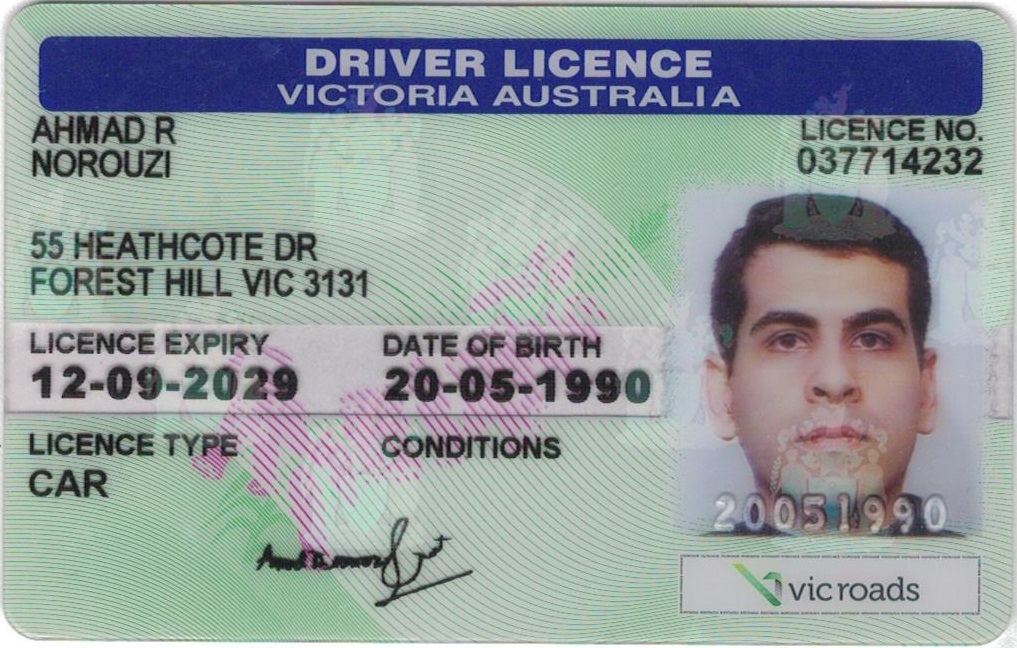 DRIVER LICENCE
VICTORIA AUSTRALIA
AHMAD R
NOROUZI
LICENCE NO.
037714232
55 HEATHCOTE DR
FOREST HILL VIC 3131
LICENCE EXPIRY
12-09-2029
DATE OF BIRTH
20-05-1990
LICENCE TYPE
CAR
CONDITIONS
20051990
vicroads